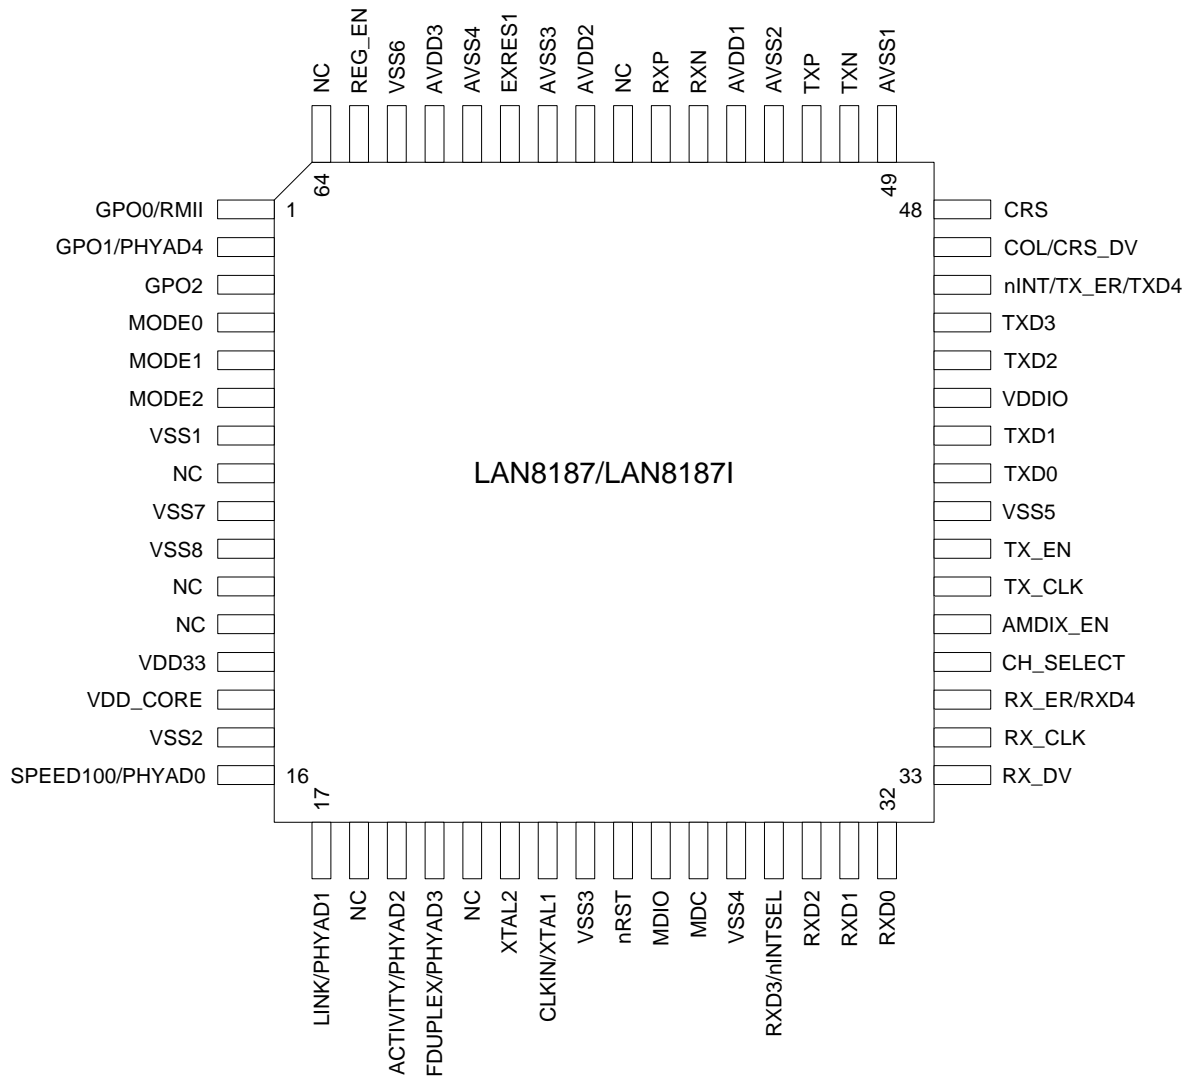 NC
REG_EN
VSS6
AVDD3
AVSS4
EXRES1
AVSS3
AVDD2
NC
RXP
RXN
AVDD1
AVSS2
TXP
TXN
AVSS1
64
49
GPO0/RMII
1
48
CRS
GPO1/PHYAD4
COL/CRS_DV
GPO2
nINT/TX_ER/TXD4
MODE0
TXD3
MODE1
TXD2
MODE2
VDDIO
VSS1
TXD1
NC
LAN8187/LAN8187I
TXD0
VSS7
VSS5
VSS8
TX_EN
NC
TX_CLK
NC
AMDIX_EN
VDD33
CH_SELECT
VDD_CORE
RX_ER/RXD4
VSS2
RX_CLK
SPEED100/PHYAD0
16
33
RX_DV
17
32
LINK/PHYAD1
NC
ACTIVITY/PHYAD2
FDUPLEX/PHYAD3
NC
XTAL2
CLKIN/XTAL1
VSS3
nRST
MDIO
MDC
VSS4
RXD3/nINTSEL
RXD2
RXD1
RXD0